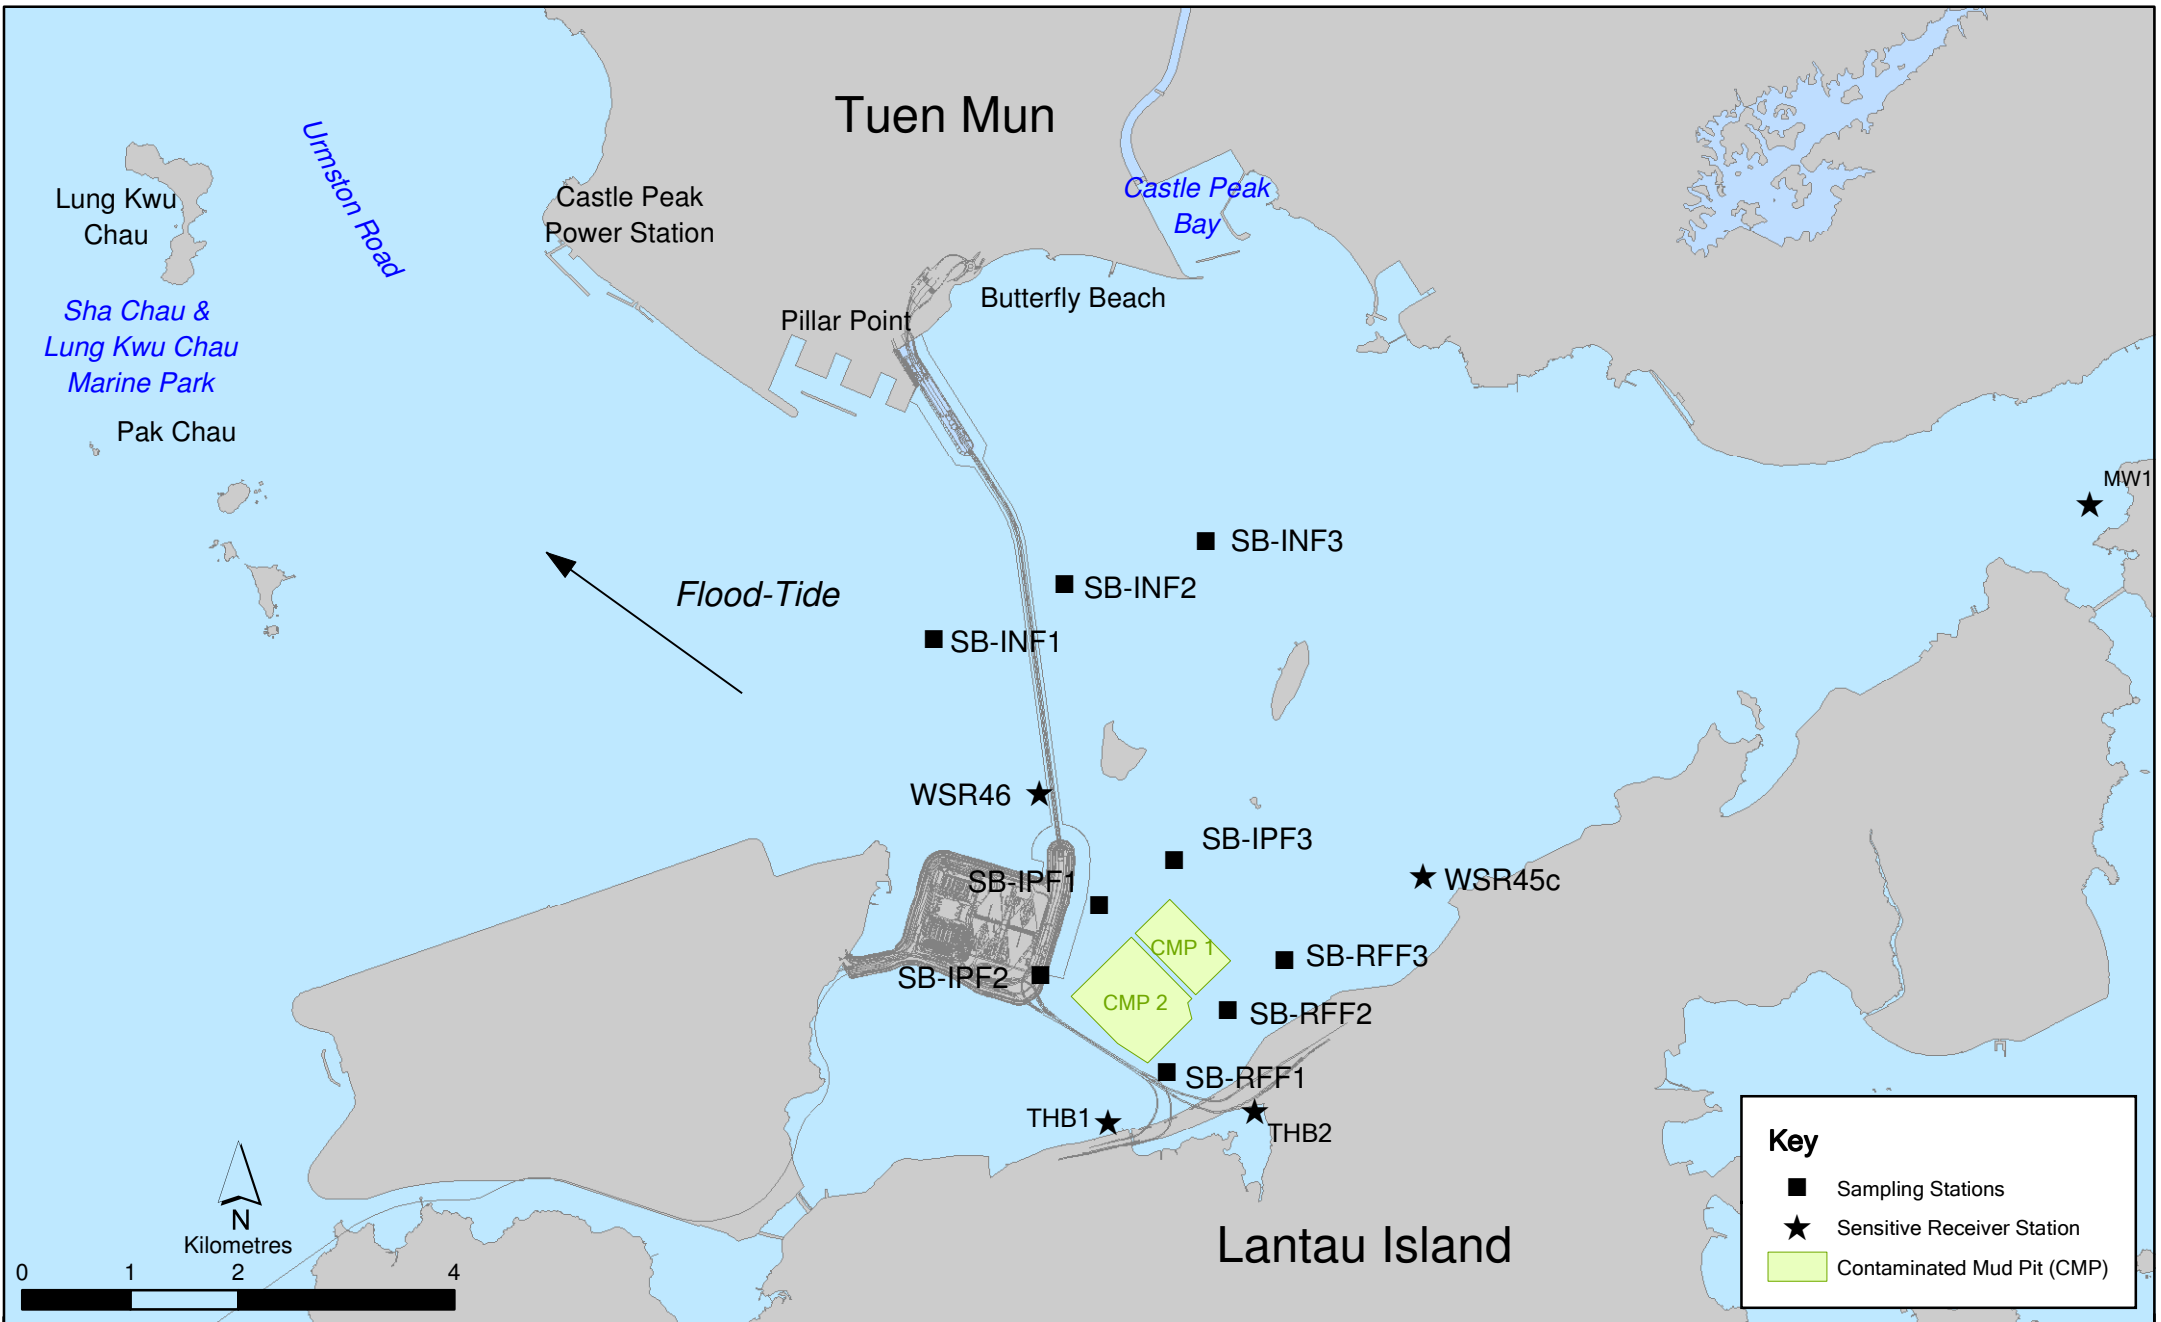 Tuen Mun
Urmston Road
Lung Kwu
Chau
Castle Peak
Power Station
Castle Peak
Bay
Sha Chau &
Lung Kwu Chau
Marine Park
Butterfly Beach
Pillar Point
Pak Chau
MW1
SB-INF3
SB-INF2
Flood-Tide
SB-INF1
WSR46
SB-IPF3
SB-IPF1
WSR45c
CMP 1
SB-RFF3
SB-IPF2
CMP 2
SB-RFF2
SB-RFF1
THB1
THB2
Lantau Island
N
Kilometres
0 1 2 4
Key
Sampling Stations
Sensitive Receiver Station
Contaminated Mud Pit (CMP)